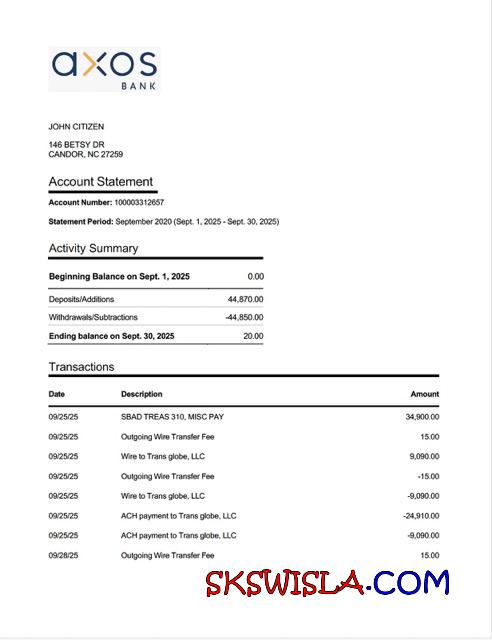 axos
BANK
JOHN CITIZEN
146 BETSY DR
CANDOR, NC 27259
Account Statement
Account Number: 100003312657
Statement Period: September 2020 (Sept. 1, 2025 - Sept. 30, 2025)
Activity Summary
Beginning Balance on Sept. 1, 2025 0.00
Deposits/Additions 44,870.00
Withdrawals/Subtractions -44,850.00
Ending balance on Sept. 30, 2025 20.00
Transactions
Date Description Amount
09/25/25 SBAD TREAS 310, MISC PAY 34,900.00
09/25/25 Outgoing Wire Transfer Fee 15.00
09/25/25 Wire to Trans globe, LLC 9,090.00
09/25/25 Outgoing Wire Transfer Fee -15.00
09/25/25 Wire to Trans globe, LLC -9,090.00
09/25/25 ACH payment to Trans globe, LLC -24,910.00
09/25/25 ACH payment to Trans globe, LLC -9,090.00
09/28/25 Outgoing Wire Transfer Fee 15.00
SKSWISLA.COM